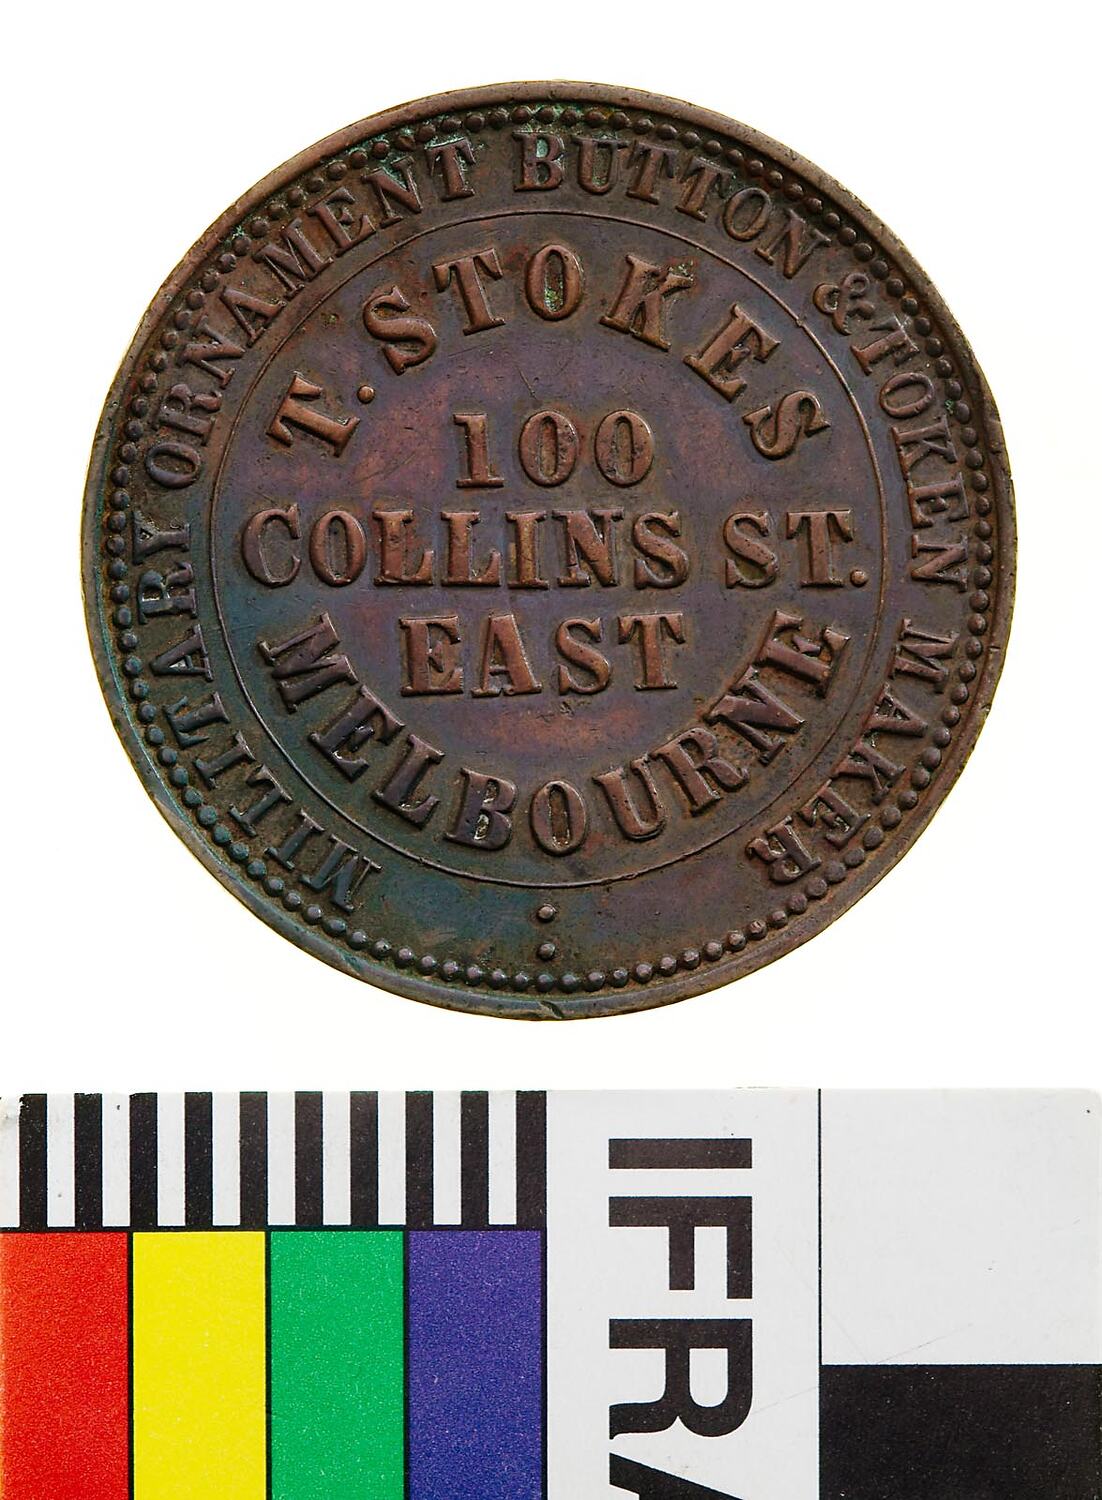 MILITARY ORNAMENT BUTTON & TOKEN MAKER :
T. STOKES
100
COLLINS ST.
EAST
MELBOURNE
IFRA